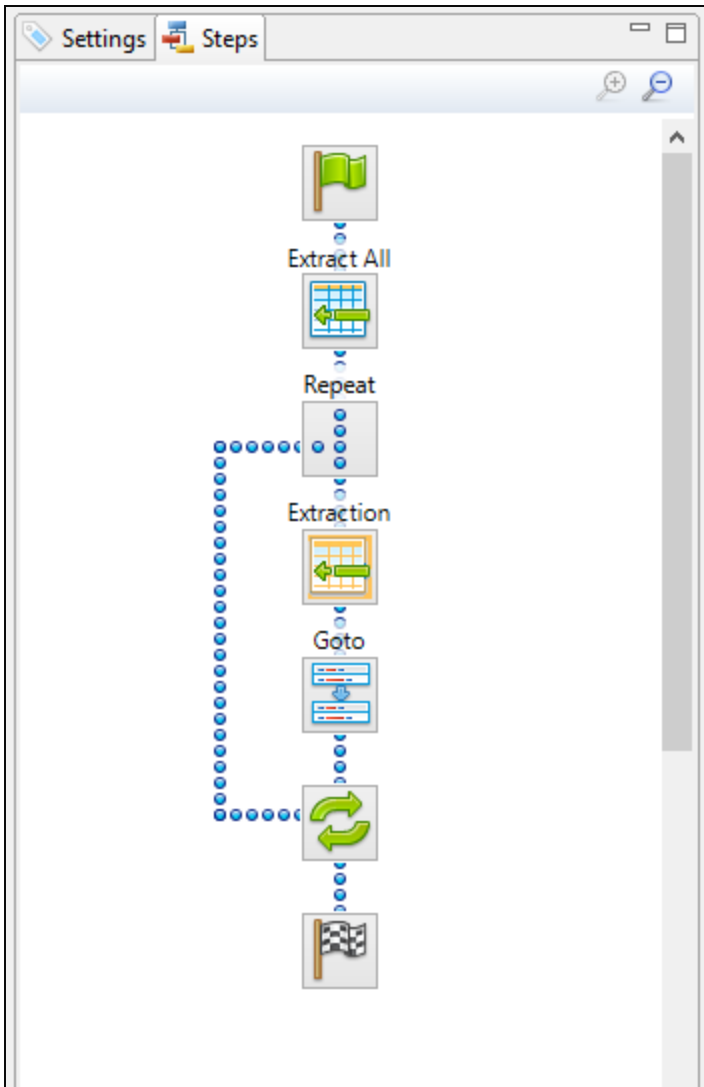 Settings
Steps
Extract All
Repeat
Extraction
Goto